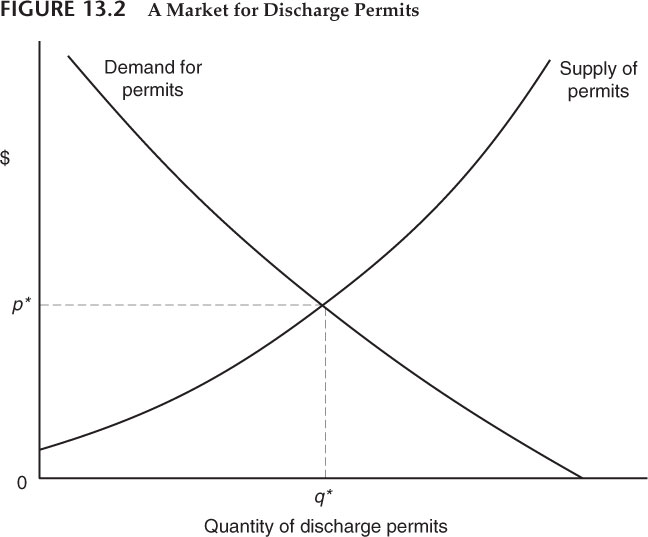 FIGURE 13.2 A Market for Discharge Permits
Demand for
permits
Supply of
permits
$
p*
0
q*
Quantity of discharge permits